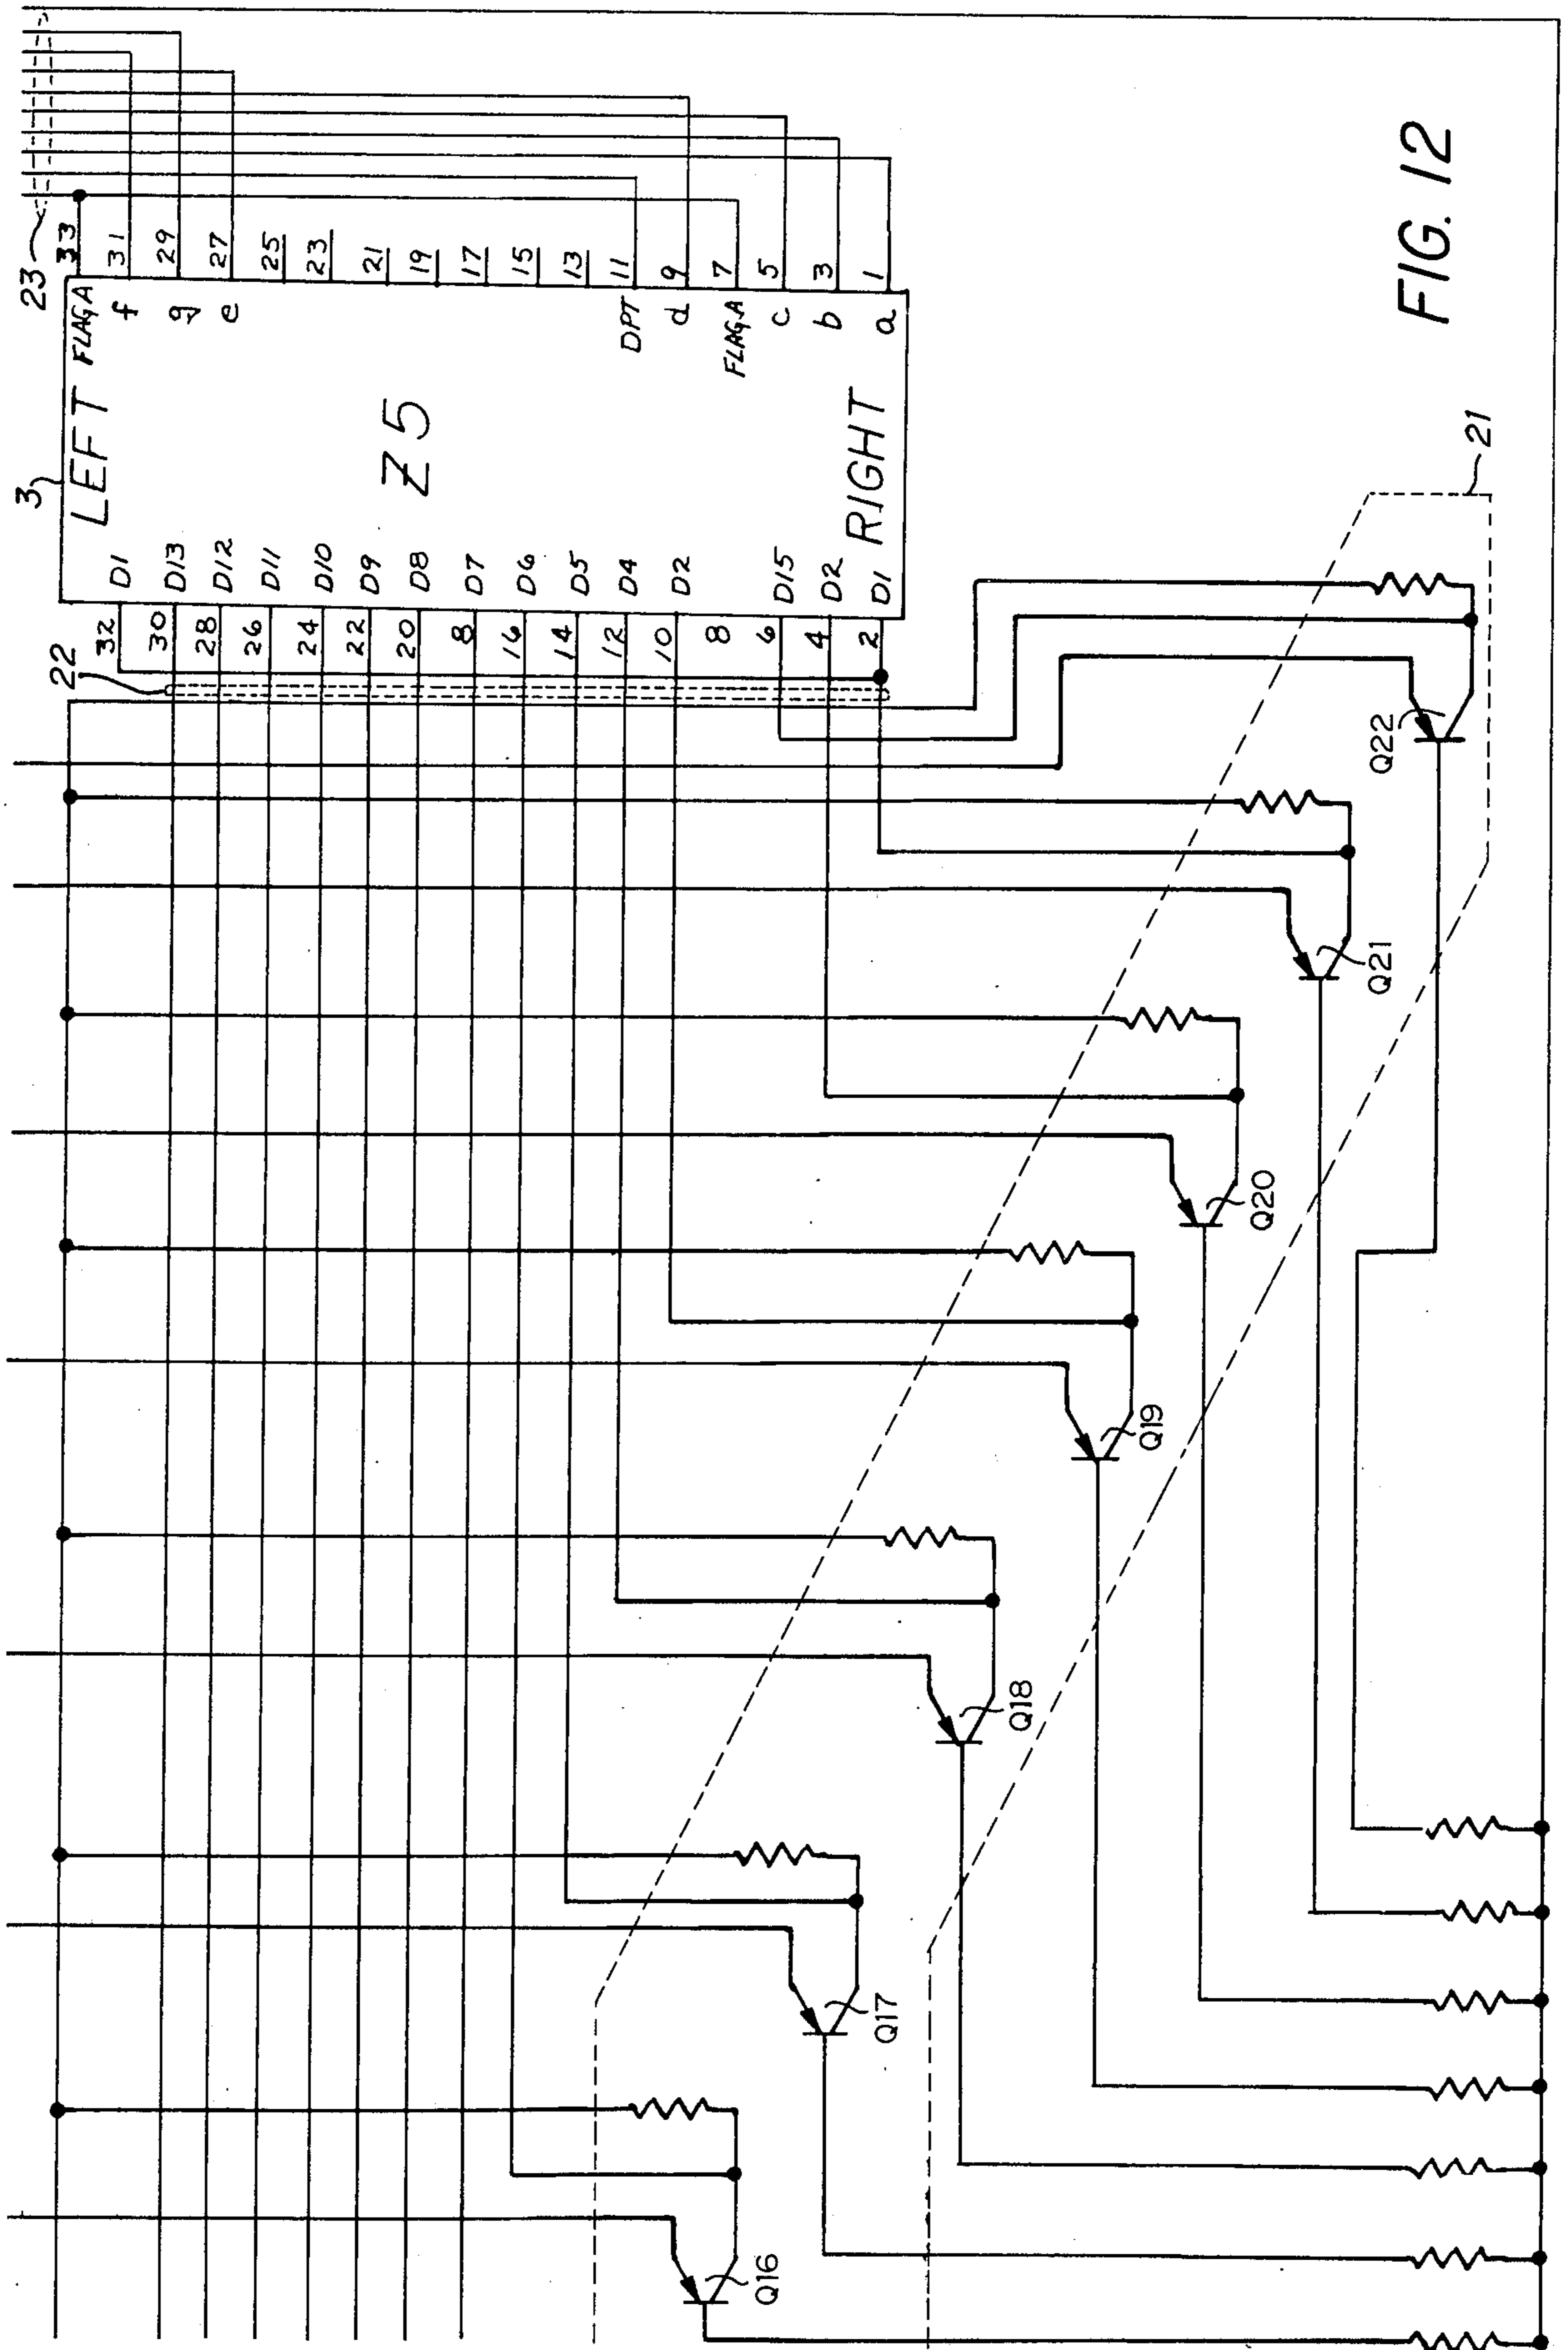 FIG. 12
23
33
31
29
27
25
23
21
19
17
15
13
11
9
7
5
3
1
FLAG A
f
g
e
DPT
d
FLAG A
c
b
a
3
LEFT
Z5
RIGHT
D1
D13
D12
D11
D10
D9
D8
D7
D6
D5
D4
D2
D15
D2
D1
32
30
28
26
24
22
20
8
16
14
12
10
8
6
4
2
22
21
Q22
Q21
Q20
Q19
Q18
Q17
Q16